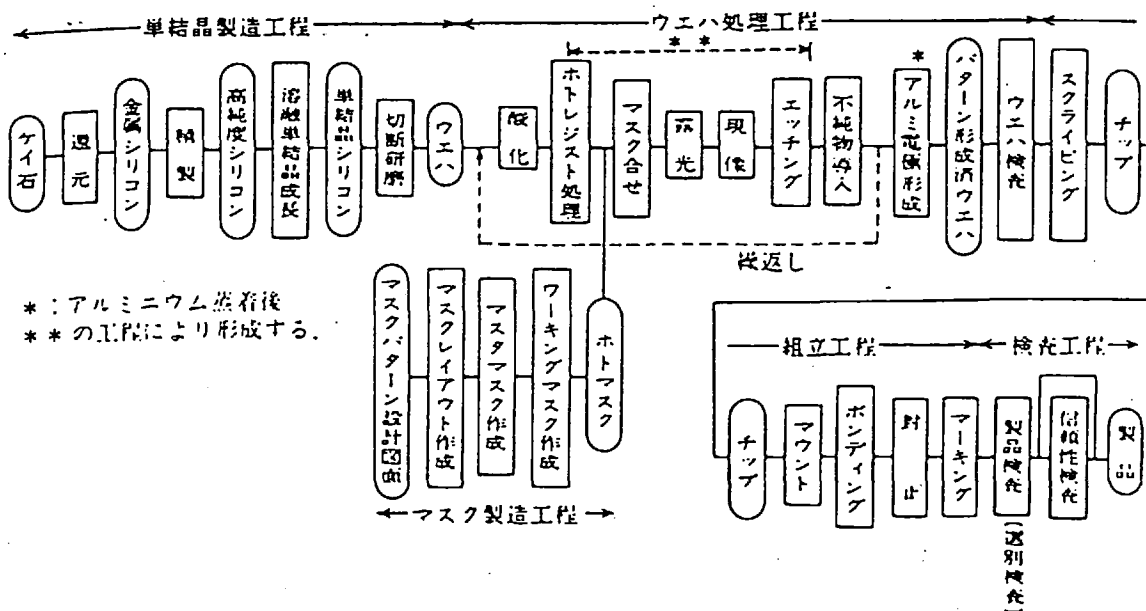 単結晶製造工程
ウエハ処理工程
* *
ケイ石
還元
金属シリコン
精製
高純度シリコン
溶融単結晶成長
単結晶シリコン
切断研磨
ウエハ
酸化
ホトレジスト処理
マスク合せ
露光
現像
エッチング
不純物導入
*
アルミ蒸着形成
パターン形成済ウエハ
ウエハ検査
スクライビング
チップ
繰返し
* : アルミニウム蒸着後
* * の工程により形成する.
マスクパターン設計図面
マスクレイアウト作成
マスタマスク作成
ワーキングマスク作成
ホトマスク
マスク製造工程
組立工程
検査工程
チップ
マウント
ボンディング
封止
マーキング
製品検査
(選別検査
信頼性検査
製品